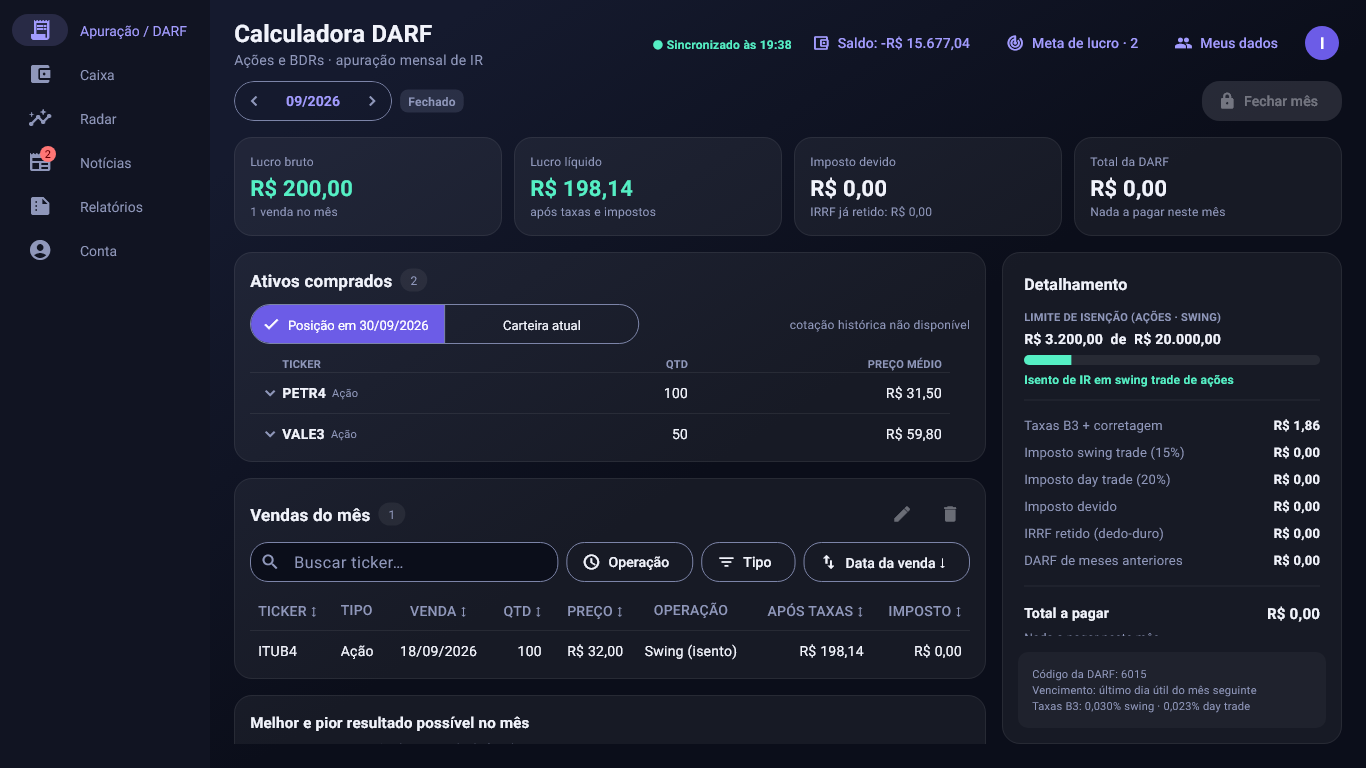 Apuração / DARF
Caixa
Radar
2
Notícias
Relatórios
Conta
Calculadora DARF
Ações e BDRs · apuração mensal de IR
Sincronizado às 19:38
Saldo: -R$ 15.677,04
Meta de lucro · 2
Meus dados
I
09/2026
Fechado
Fechar mês
Lucro bruto
R$ 200,00
1 venda no mês
Lucro líquido
R$ 198,14
após taxas e impostos
Imposto devido
R$ 0,00
IRRF já retido: R$ 0,00
Total da DARF
R$ 0,00
Nada a pagar neste mês
Ativos comprados 2
Posição em 30/09/2026 Carteira atual
cotação histórica não disponível
TICKER QTD PREÇO MÉDIO
PETR4 Ação 100 R$ 31,50
VALE3 Ação 50 R$ 59,80
Vendas do mês 1
Buscar ticker... Operação Tipo Data da venda ↓
TICKER ↕ TIPO VENDA ↕ QTD ↕ PREÇO ↕ OPERAÇÃO APÓS TAXAS ↕ IMPOSTO ↕
ITUB4 Ação 18/09/2026 100 R$ 32,00 Swing (isento) R$ 198,14 R$ 0,00
Melhor e pior resultado possível no mês
Detalhamento
LIMITE DE ISENÇÃO (AÇÕES · SWING)
R$ 3.200,00 de R$ 20.000,00
Isento de IR em swing trade de ações
Taxas B3 + corretagem R$ 1,86
Imposto swing trade (15%) R$ 0,00
Imposto day trade (20%) R$ 0,00
Imposto devido R$ 0,00
IRRF retido (dedo-duro) R$ 0,00
DARF de meses anteriores R$ 0,00
Total a pagar R$ 0,00
Código da DARF: 6015
Vencimento: último dia útil do mês seguinte
Taxas B3: 0,030% swing · 0,023% day trade